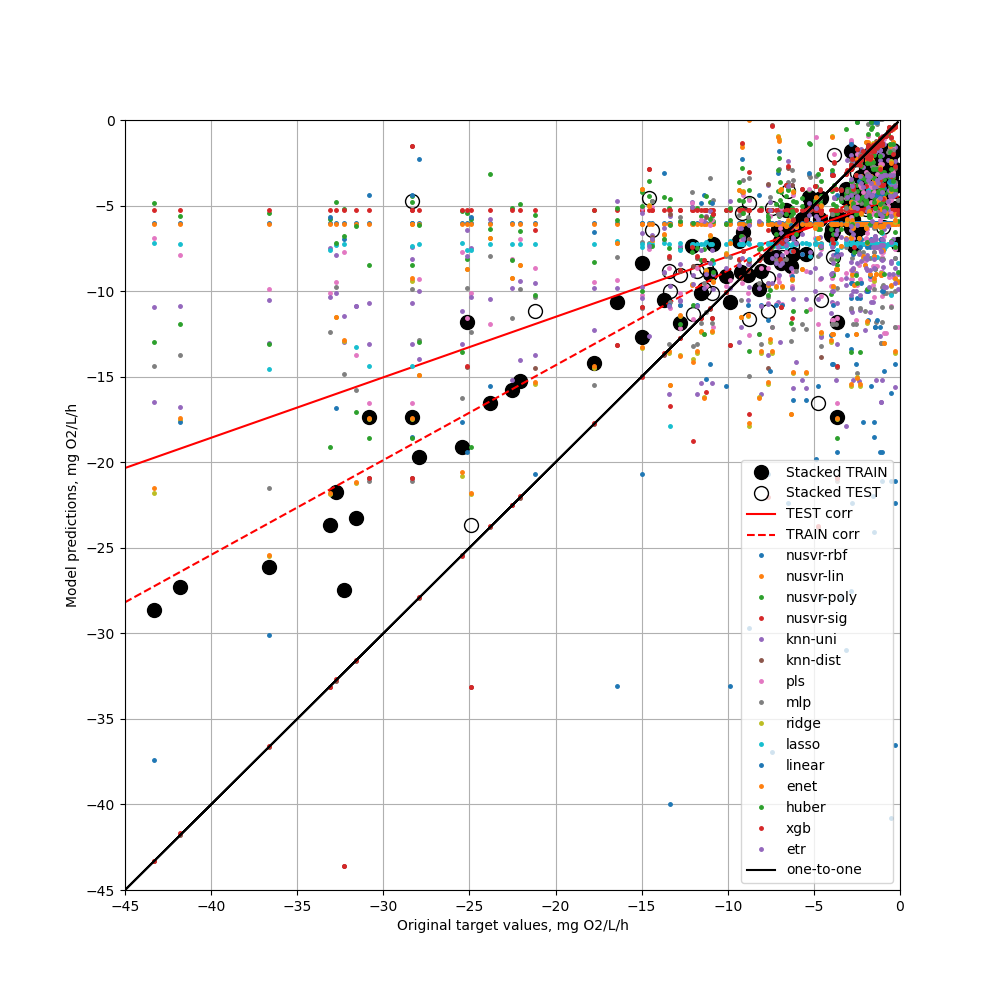 0
−5
−10
−15
−20
−25
−30
−35
−40
−45
Model predictions, mg O2/L/h
Stacked TRAIN
Stacked TEST
TEST corr
TRAIN corr
nusvr-rbf
nusvr-lin
nusvr-poly
nusvr-sig
knn-uni
knn-dist
pls
mlp
ridge
lasso
linear
enet
huber
xgb
etr
one-to-one
−45 −40 −35 −30 −25 −20 −15 −10 −5 0
Original target values, mg O2/L/h